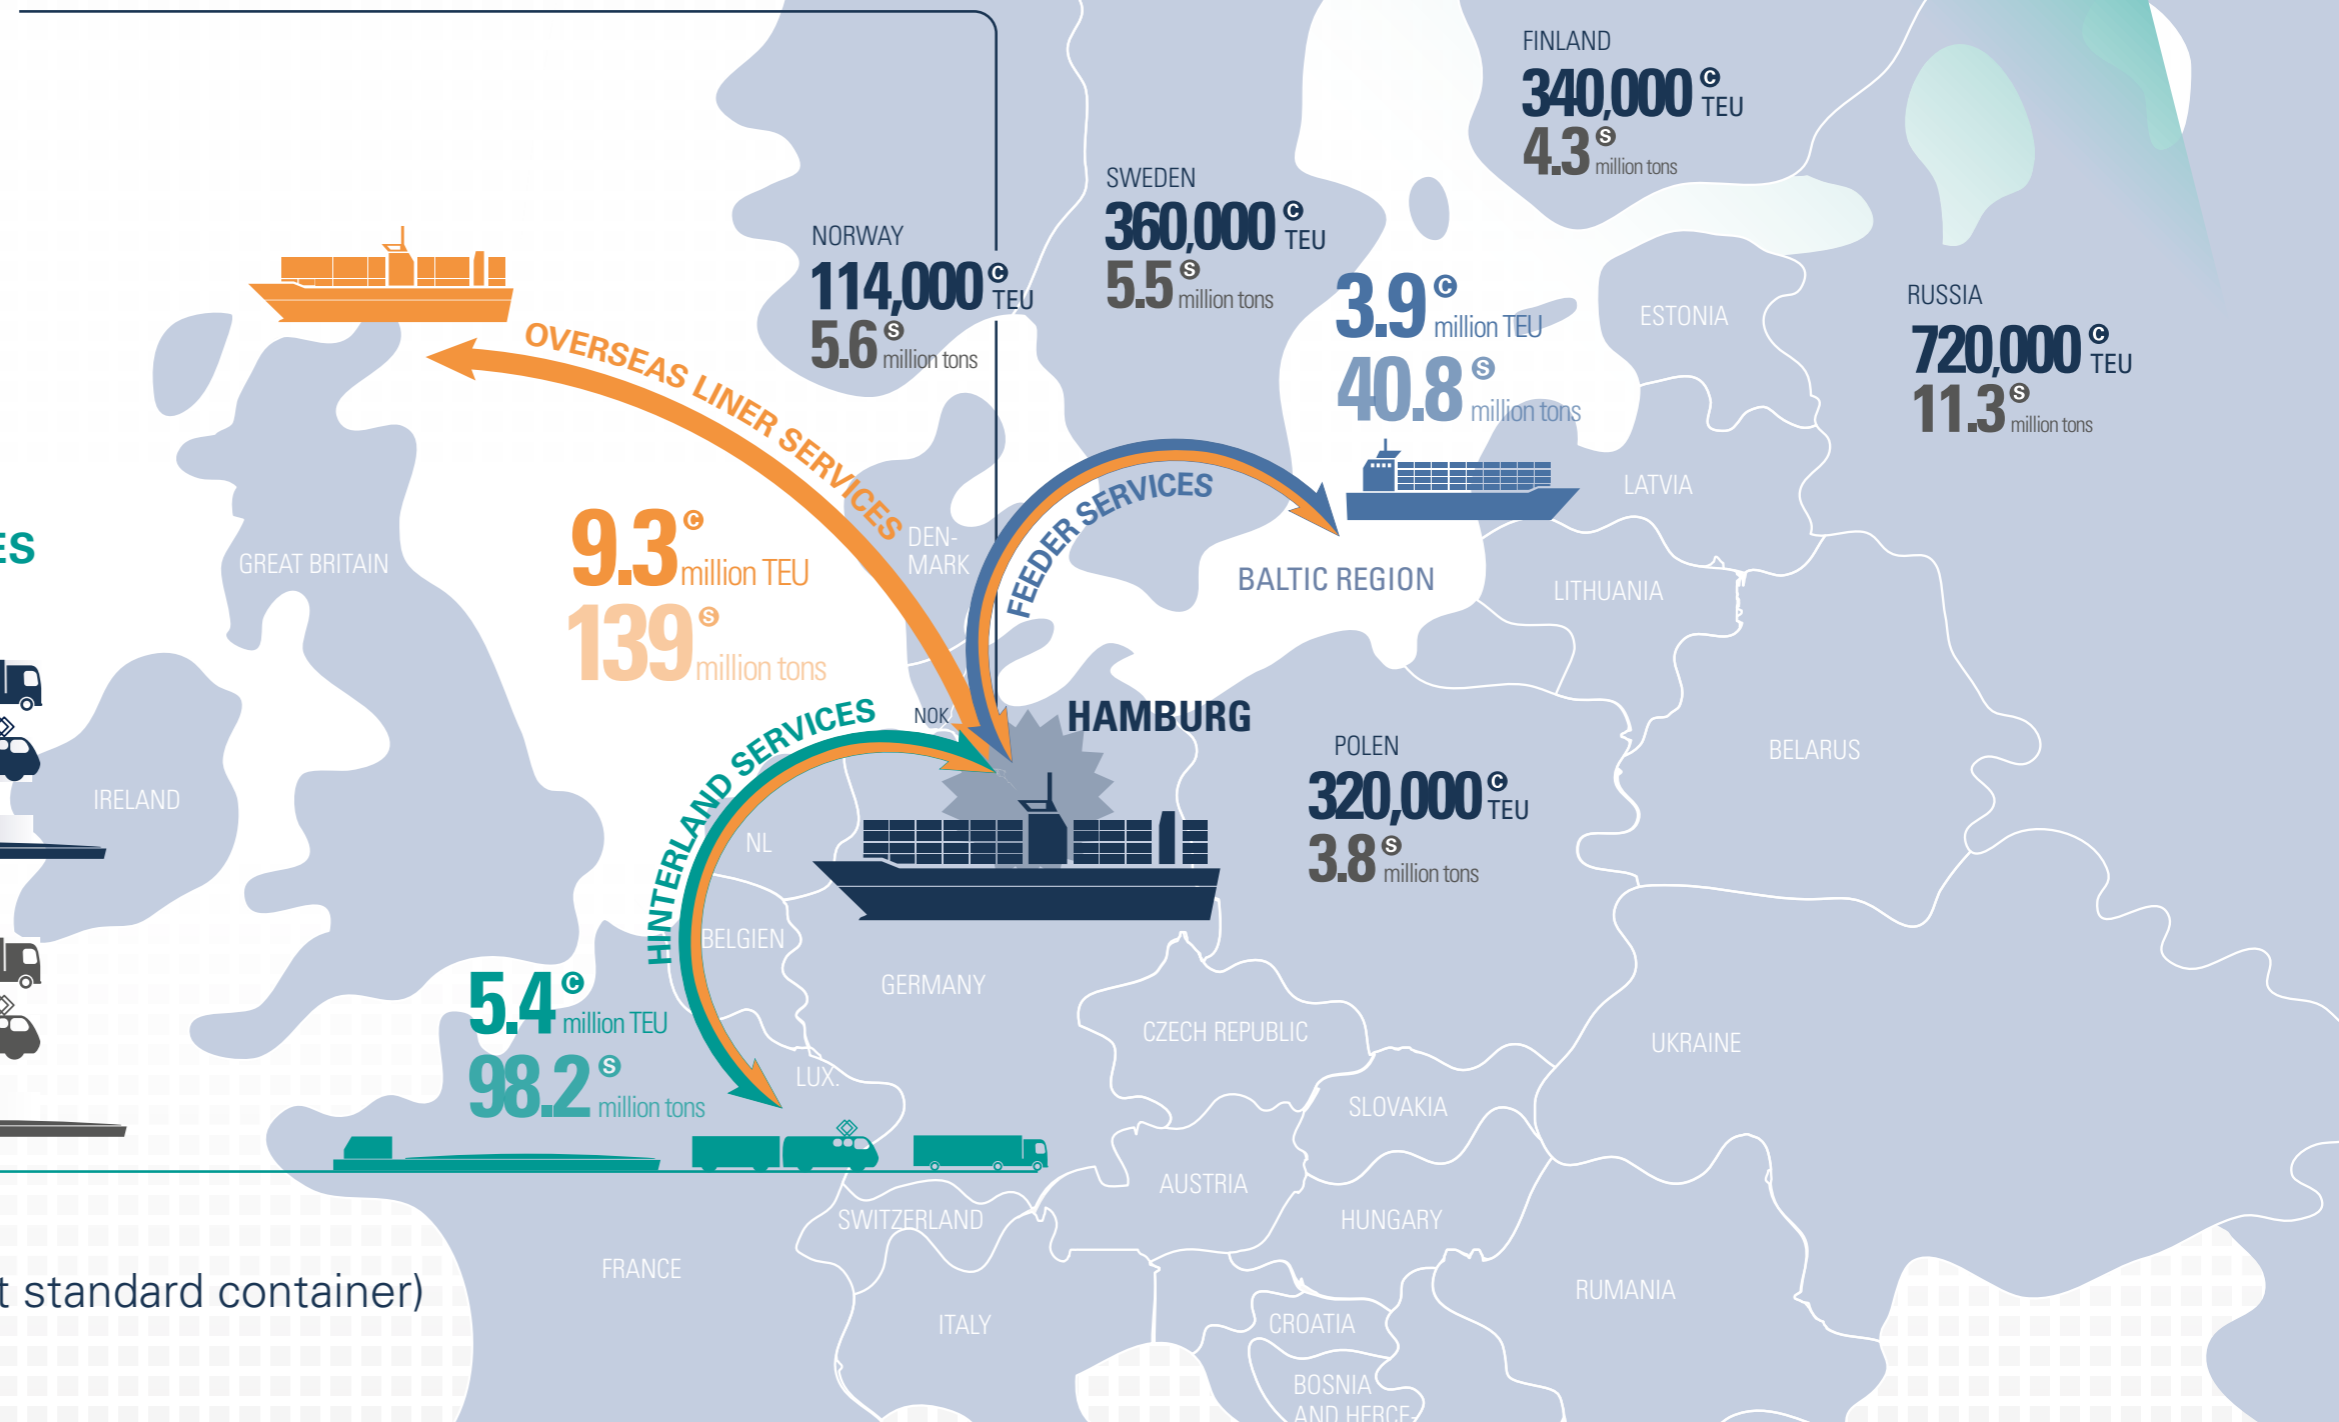 FINLAND
340,000 C
TEU
4.3 S
million tons
SWEDEN
360,000 C
TEU
5.5 S
million tons
NORWAY
114,000 C
TEU
5.6 S
million tons
3.9 C
million TEU
40.8 S
million tons
RUSSIA
720,000 C
TEU
11.3 S
million tons
ESTONIA
LATVIA
LITHUANIA
BALTIC REGION
OVERSEAS LINER SERVICES
FEEDER SERVICES
DEN-
MARK
9.3 C
million TEU
139 S
million tons
ES
GREAT BRITAIN
IRELAND
NOK
HAMBURG
HINTERLAND SERVICES
POLEN
320,000 C
TEU
3.8 S
million tons
BELARUS
NL
BELGIEN
GERMANY
5.4 C
million TEU
98.2 S
million tons
LUX.
CZECH REPUBLIC
UKRAINE
SLOVAKIA
AUSTRIA
SWITZERLAND
HUNGARY
FRANCE
t standard container)
ITALY
CROATIA
RUMANIA
BOSNIA
AND HERCE-